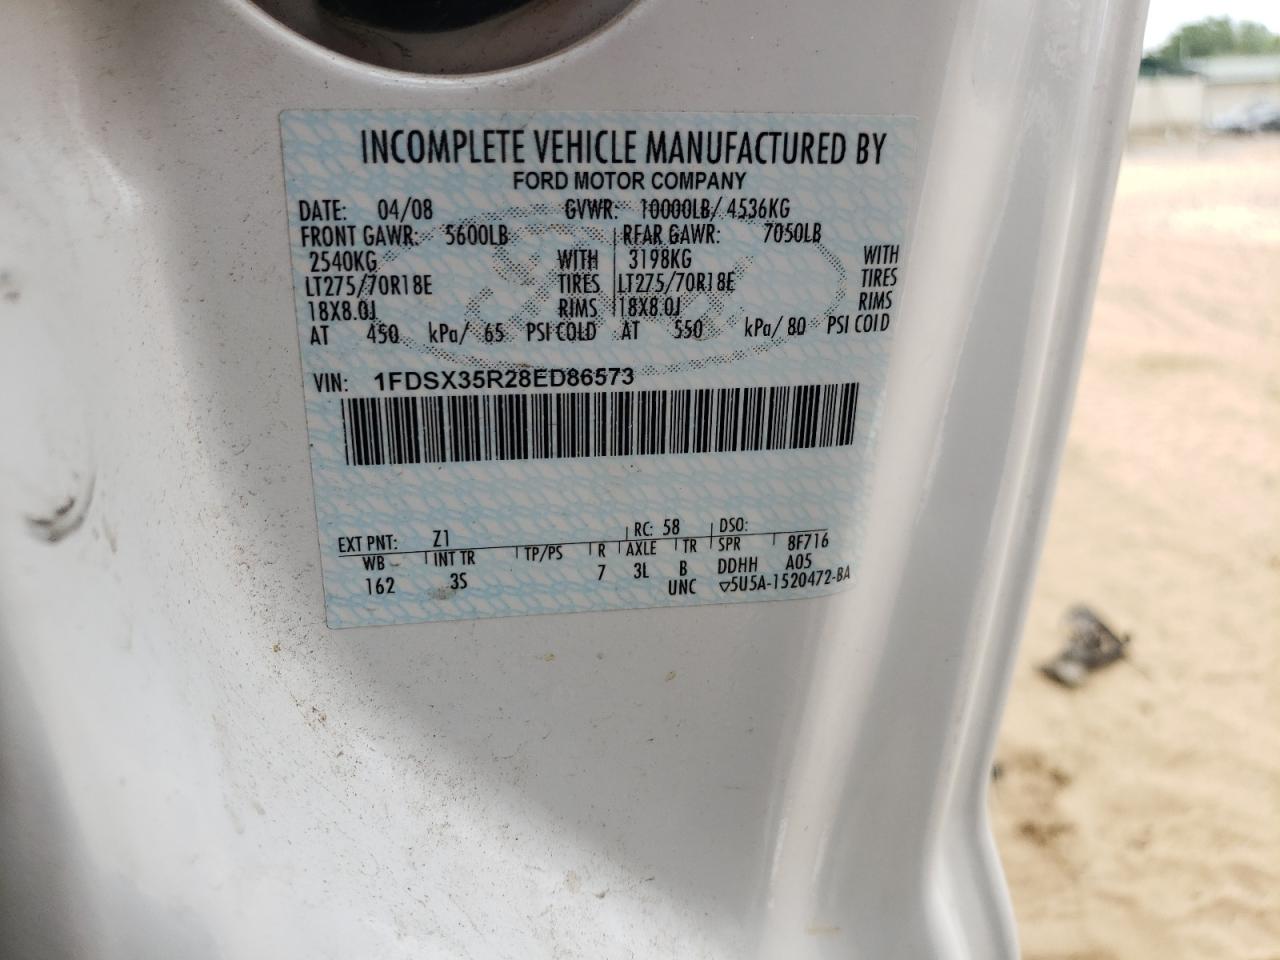 INCOMPLETE VEHICLE MANUFACTURED BY
FORD MOTOR COMPANY
DATE: 04/08 GVWR: 10000LB/ 4536KG
FRONT GAWR: 5600LB REAR GAWR: 7050LB
2540KG WITH 3198KG WITH
LT275/70R18E TIRES LT275/70R18E TIRES
18X8.0J RIMS 18X8.0J RIMS
AT 450 kPa/ 65 PSI COLD AT 550 kPa/ 80 PSI COLD
VIN: 1FDSX35R28ED86573
EXT PNT: Z1 RC: 58 DSO:
WB INT TR TP/PS R AXLE TR SPR 8F716
162 3S 7 3L B DDHH A05
UNC ▽5U5A-1520472-BA